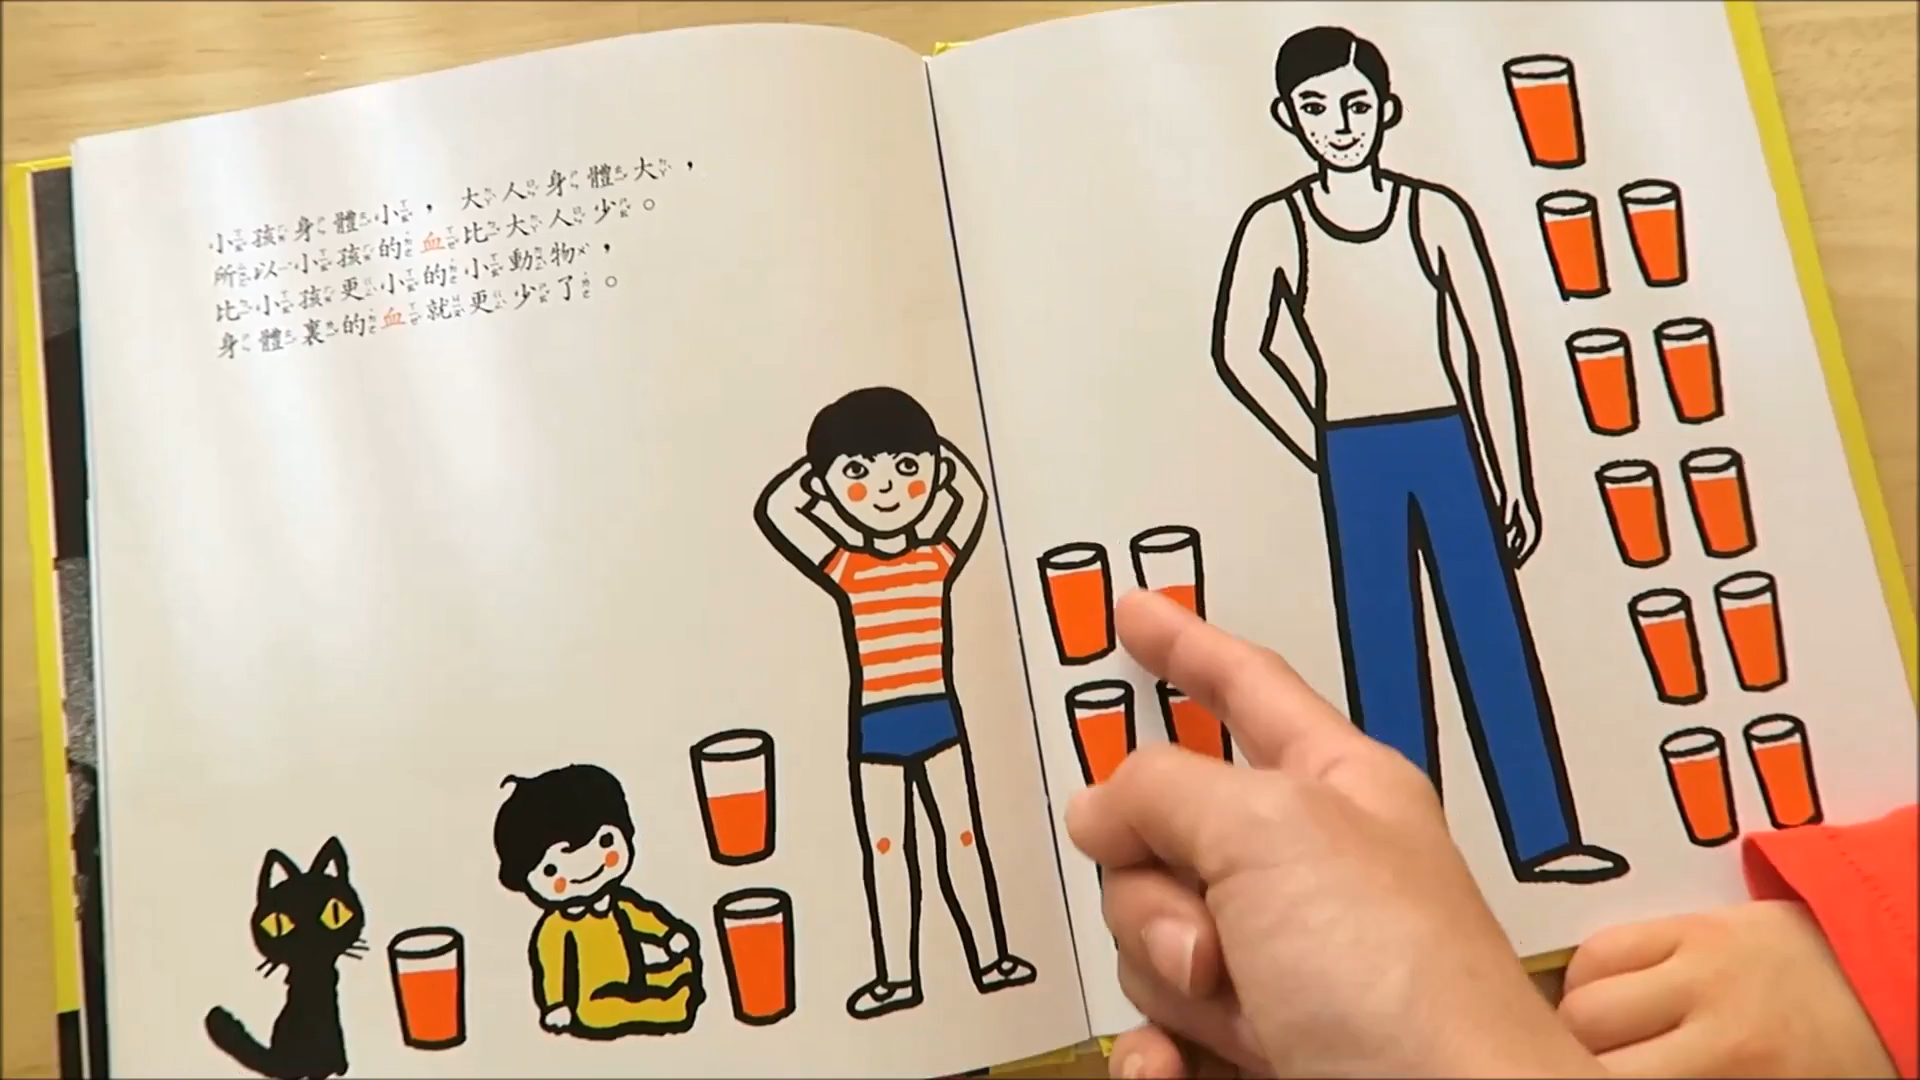 小孩身體小，大人身體大，
所以小孩的血比大人少。
比小孩更小的小動物，
身體裏的血就更少了。